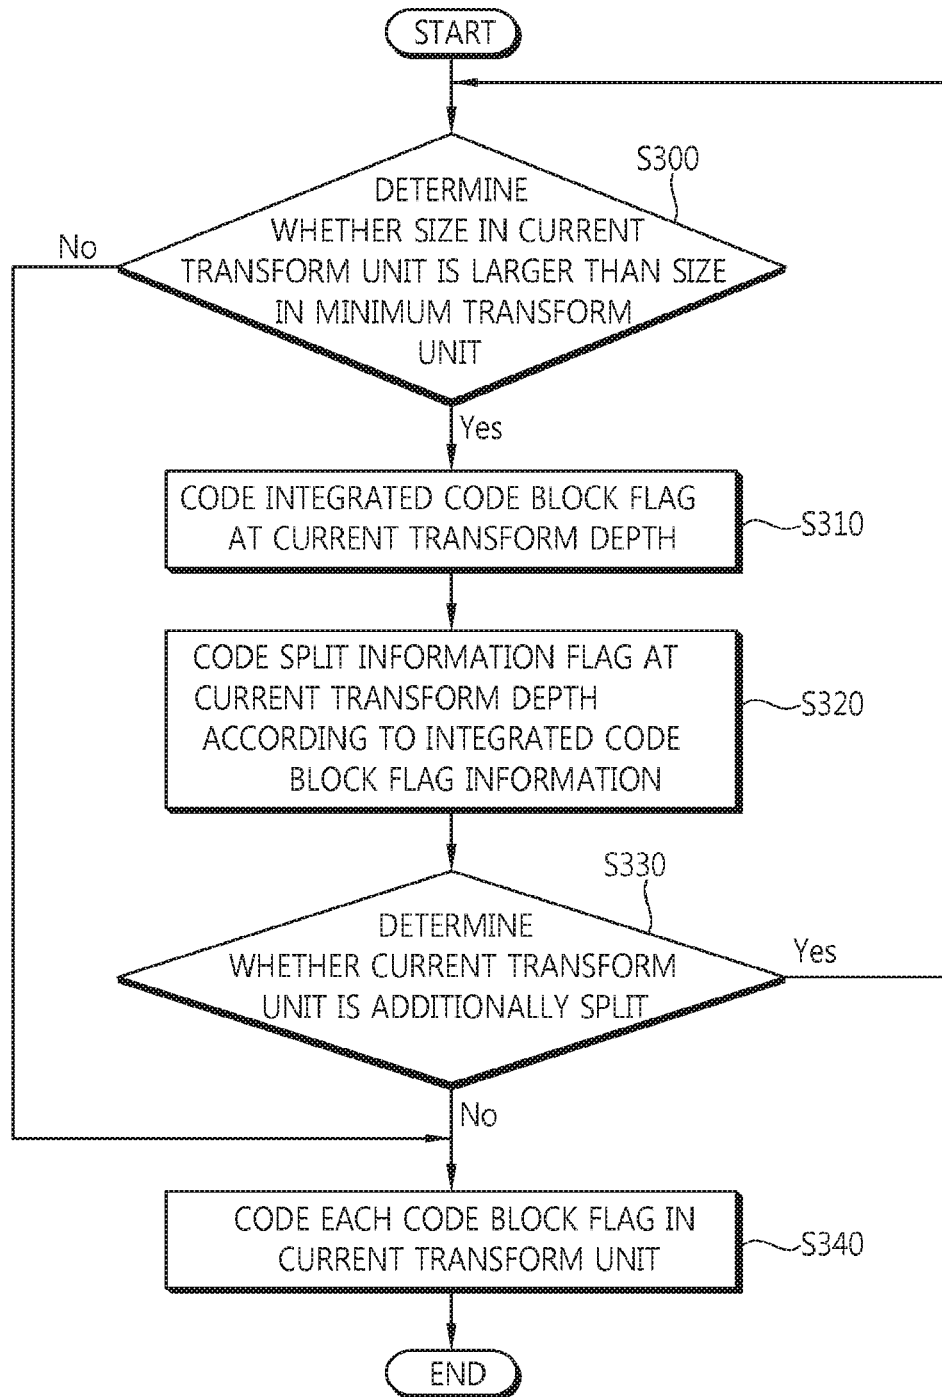 START
S300
DETERMINE
WHETHER SIZE IN CURRENT
TRANSFORM UNIT IS LARGER THAN SIZE
IN MINIMUM TRANSFORM
UNIT
No
Yes
CODE INTEGRATED CODE BLOCK FLAG
AT CURRENT TRANSFORM DEPTH
S310
CODE SPLIT INFORMATION FLAG AT
CURRENT TRANSFORM DEPTH
ACCORDING TO INTEGRATED CODE
BLOCK FLAG INFORMATION
S320
S330
DETERMINE
WHETHER CURRENT TRANSFORM
UNIT IS ADDITIONALLY SPLIT
Yes
No
CODE EACH CODE BLOCK FLAG IN
CURRENT TRANSFORM UNIT
S340
END